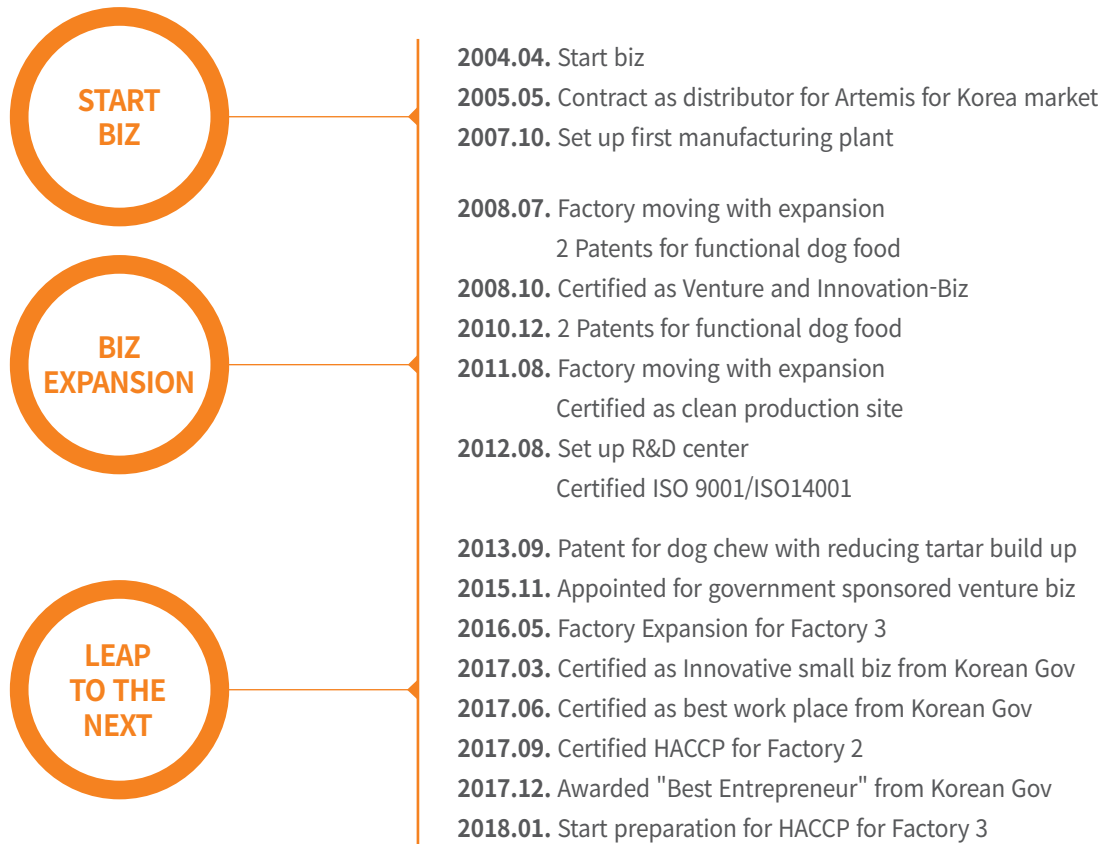 START
BIZ
2004.04. Start biz
2005.05. Contract as distributor for Artemis for Korea market
2007.10. Set up first manufacturing plant
BIZ
EXPANSION
2008.07. Factory moving with expansion
2 Patents for functional dog food
2008.10. Certified as Venture and Innovation-Biz
2010.12. 2 Patents for functional dog food
2011.08. Factory moving with expansion
Certified as clean production site
2012.08. Set up R&D center
Certified ISO 9001/ISO14001
LEAP
TO THE
NEXT
2013.09. Patent for dog chew with reducing tartar build up
2015.11. Appointed for government sponsored venture biz
2016.05. Factory Expansion for Factory 3
2017.03. Certified as Innovative small biz from Korean Gov
2017.06. Certified as best work place from Korean Gov
2017.09. Certified HACCP for Factory 2
2017.12. Awarded "Best Entrepreneur" from Korean Gov
2018.01. Start preparation for HACCP for Factory 3